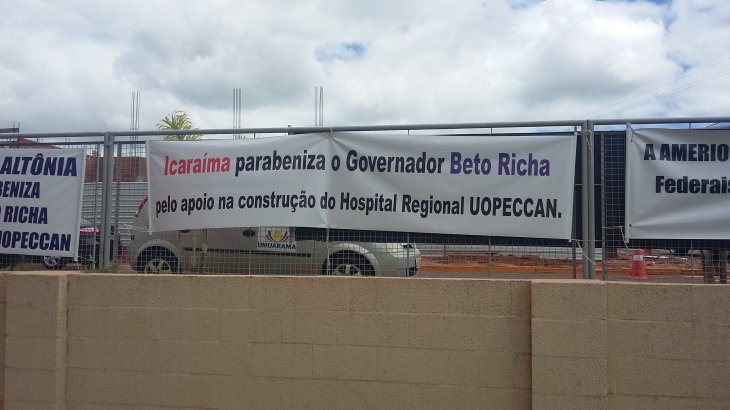 ALTÔNIA
BENIZA
O RICHA
UOPECCAN
Icaraíma parabeniza o Governador Beto Richa
pelo apoio na construção do Hospital Regional UOPECCAN.
UMUARAMA
A AMERIO
Federais